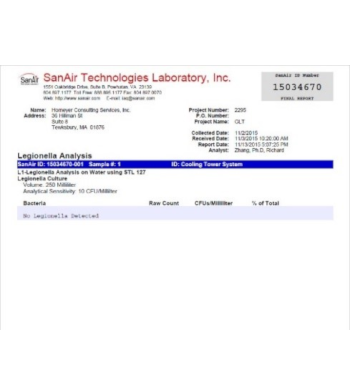 SanAir
SanAir Technologies Laboratory, Inc.
1551 Oakbridge Drive, Suite B, Powhatan, VA 23139
804.897.1177 Toll Free: 888.895.1177 Fax: 804.897.0070
Web: http://www.sanair.com E-mail: iaq@sanair.com
SanAir ID Number
15034670
FINAL REPORT
Name: Homeyer Consulting Services, Inc.
Address: 36 Hillman St
Suite 8
Tewksbury, MA 01876
Project Number: 2295
P.O. Number:
Project Name: GLT
Collected Date: 11/2/2015
Received Date: 11/3/2015 10:20:00 AM
Report Date: 11/13/2015 3:07:25 PM
Analyst: Zhang, Ph.D, Richard
Legionella Analysis
SanAir ID: 15034670-001 Sample #: 1 ID: Cooling Tower System
L1-Legionella Analysis on Water using STL 127
Legionella Culture
Volume: 250 Milliliter
Analytical Sensitivity: 10 CFU/Milliliter
Bacteria Raw Count CFUs/Milliliter % of Total
No Legionella Detected